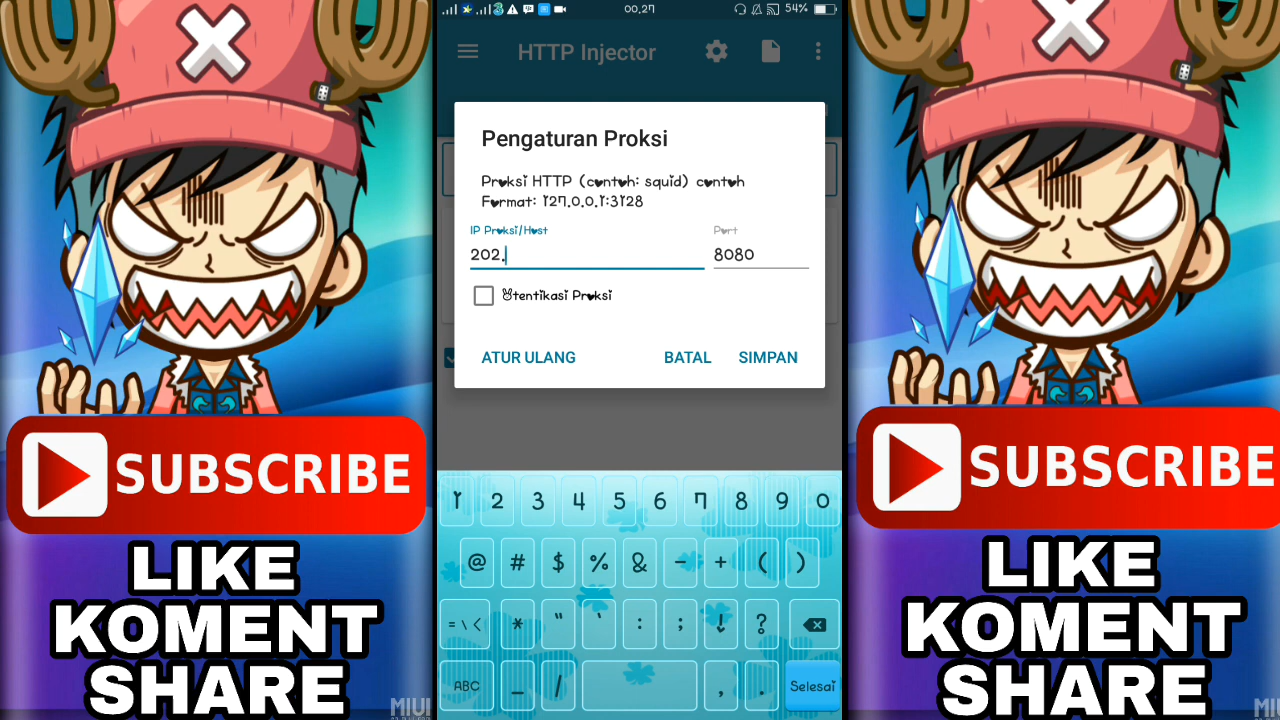 00.27
54%
HTTP Injector
Pengaturan Proksi
Proksi HTTP (contoh: squid) contoh
Format: 127.0.0.1:3128
IP Proksi/Host
Port
202.
8080
Otentikasi Proksi
ATUR ULANG
BATAL
SIMPAN
1 2 3 4 5 6 7 8 9 0
@ # $ % & - + ( )
= \ < * " ' : ; ! ?
ABC _ / , . Selesai
SUBSCRIBE
LIKE
KOMENT
SHARE
MIUI
SUBSCRIBE
LIKE
KOMENT
SHARE